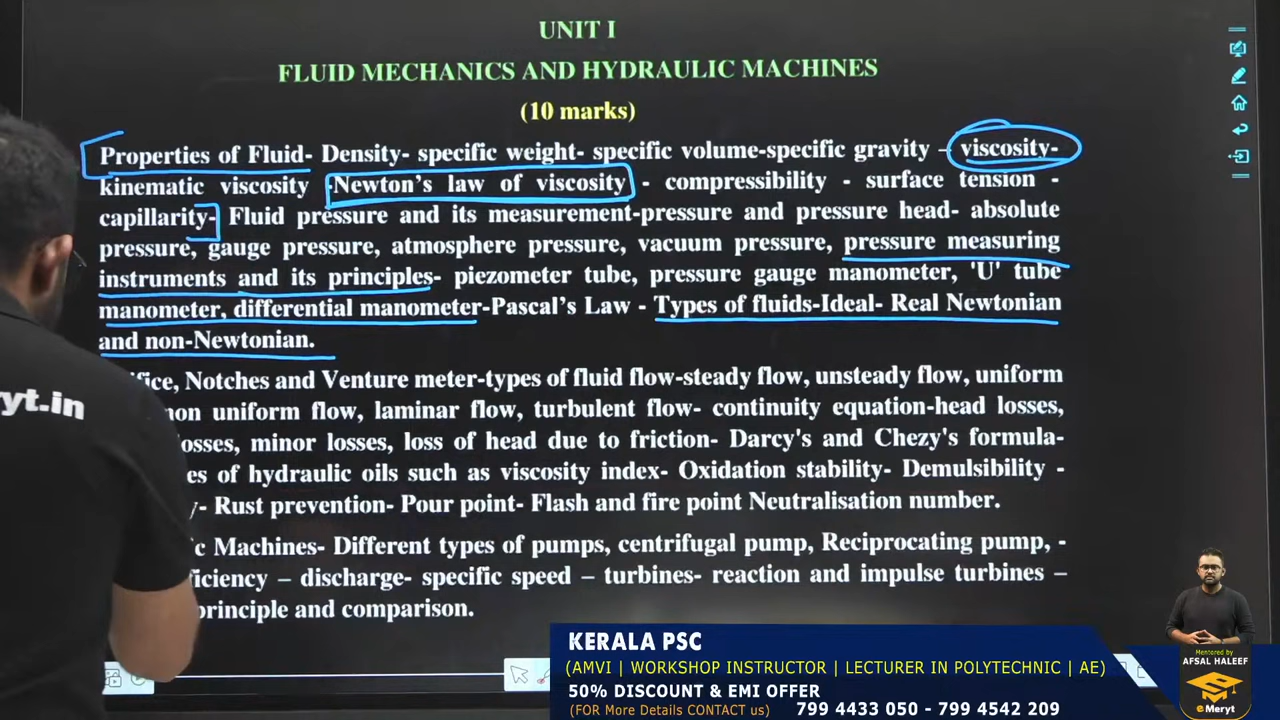 UNIT I
FLUID MECHANICS AND HYDRAULIC MACHINES
(10 marks)
Properties of Fluid- Density- specific weight- specific volume-specific gravity – viscosity-
kinematic viscosity -Newton's law of viscosity - compressibility - surface tension -
capillarity- Fluid pressure and its measurement-pressure and pressure head- absolute
pressure, gauge pressure, atmosphere pressure, vacuum pressure, pressure measuring
instruments and its principles- piezometer tube, pressure gauge manometer, 'U' tube
manometer, differential manometer-Pascal's Law - Types of fluids-Ideal- Real Newtonian
and non-Newtonian.
Notches and Venture meter-types of fluid flow-steady flow, unsteady flow, uniform
non uniform flow, laminar flow, turbulent flow- continuity equation-head losses,
minor losses, loss of head due to friction- Darcy's and Chezy's formula-
of hydraulic oils such as viscosity index- Oxidation stability- Demulsibility -
Rust prevention- Pour point- Flash and fire point Neutralisation number.
Machines- Different types of pumps, centrifugal pump, Reciprocating pump, -
– discharge- specific speed – turbines- reaction and impulse turbines –
principle and comparison.
ryt.in
KERALA PSC
(AMVI | WORKSHOP INSTRUCTOR | LECTURER IN POLYTECHNIC | AE)
50% DISCOUNT & EMI OFFER
(FOR More Details CONTACT us) 799 4433 050 - 799 4542 209
Mentored by
AFSAL HALEEF
e Meryt